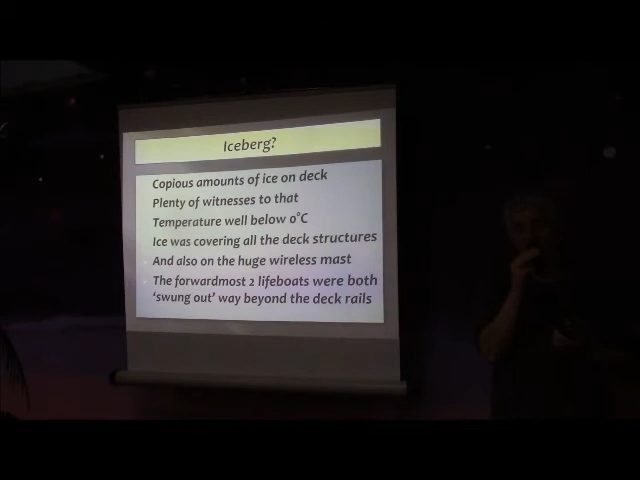 Iceberg?
Copious amounts of ice on deck
Plenty of witnesses to that
Temperature well below 0°C
Ice was covering all the deck structures
And also on the huge wireless mast
The forwardmost 2 lifeboats were both
'swung out' way beyond the deck rails